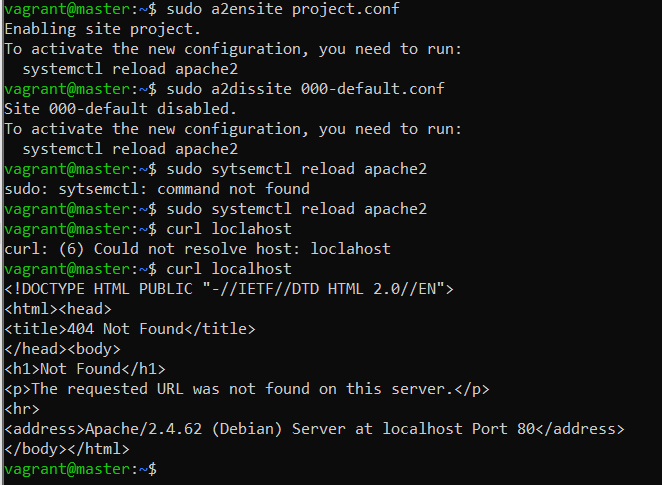 vagrant@master:~$ sudo a2ensite project.conf
Enabling site project.
To activate the new configuration, you need to run:
  systemctl reload apache2
vagrant@master:~$ sudo a2dissite 000-default.conf
Site 000-default disabled.
To activate the new configuration, you need to run:
  systemctl reload apache2
vagrant@master:~$ sudo sytsemctl reload apache2
sudo: sytsemctl: command not found
vagrant@master:~$ sudo systemctl reload apache2
vagrant@master:~$ curl loclahost
curl: (6) Could not resolve host: loclahost
vagrant@master:~$ curl localhost
<!DOCTYPE HTML PUBLIC "-//IETF//DTD HTML 2.0//EN">
<html><head>
<title>404 Not Found</title>
</head><body>
<h1>Not Found</h1>
<p>The requested URL was not found on this server.</p>
<hr>
<address>Apache/2.4.62 (Debian) Server at localhost Port 80</address>
</body></html>
vagrant@master:~$